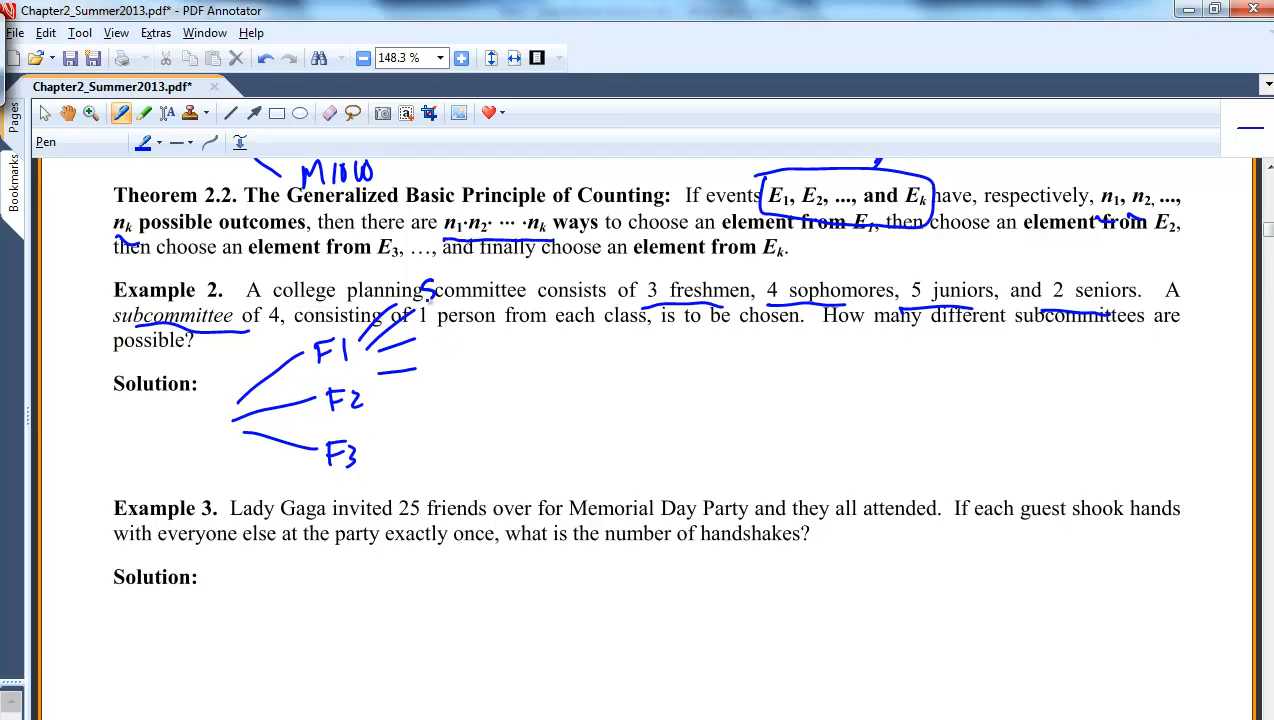 Chapter2_Summer2013.pdf* - PDF Annotator
File Edit Tool View Extras Window Help
148.3 %
Chapter2_Summer2013.pdf*
Pen
Pages
Bookmarks
M1010
Theorem 2.2. The Generalized Basic Principle of Counting: If events E1, E2, ..., and Ek have, respectively, n1, n2, ...,
nk possible outcomes, then there are n1·n2· ··· ·nk ways to choose an element from E1, then choose an element from E2,
then choose an element from E3, …, and finally choose an element from Ek.
Example 2. A college planning committee consists of 3 freshmen, 4 sophomores, 5 juniors, and 2 seniors. A
subcommittee of 4, consisting of 1 person from each class, is to be chosen. How many different subcommittees are
possible?
S
F1
Solution:
F2
F3
Example 3. Lady Gaga invited 25 friends over for Memorial Day Party and they all attended. If each guest shook hands
with everyone else at the party exactly once, what is the number of handshakes?
Solution: